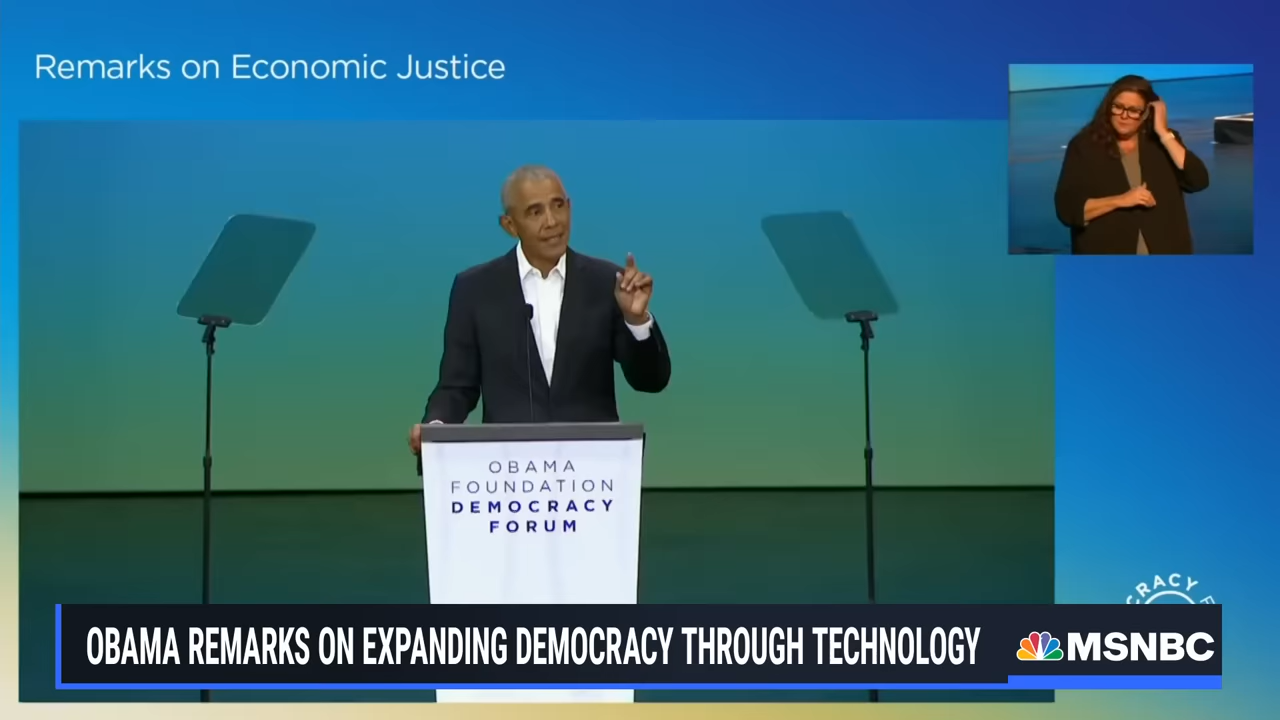 Remarks on Economic Justice
OBAMA
FOUNDATION
DEMOCRACY
FORUM
OBAMA REMARKS ON EXPANDING DEMOCRACY THROUGH TECHNOLOGY
MSNBC